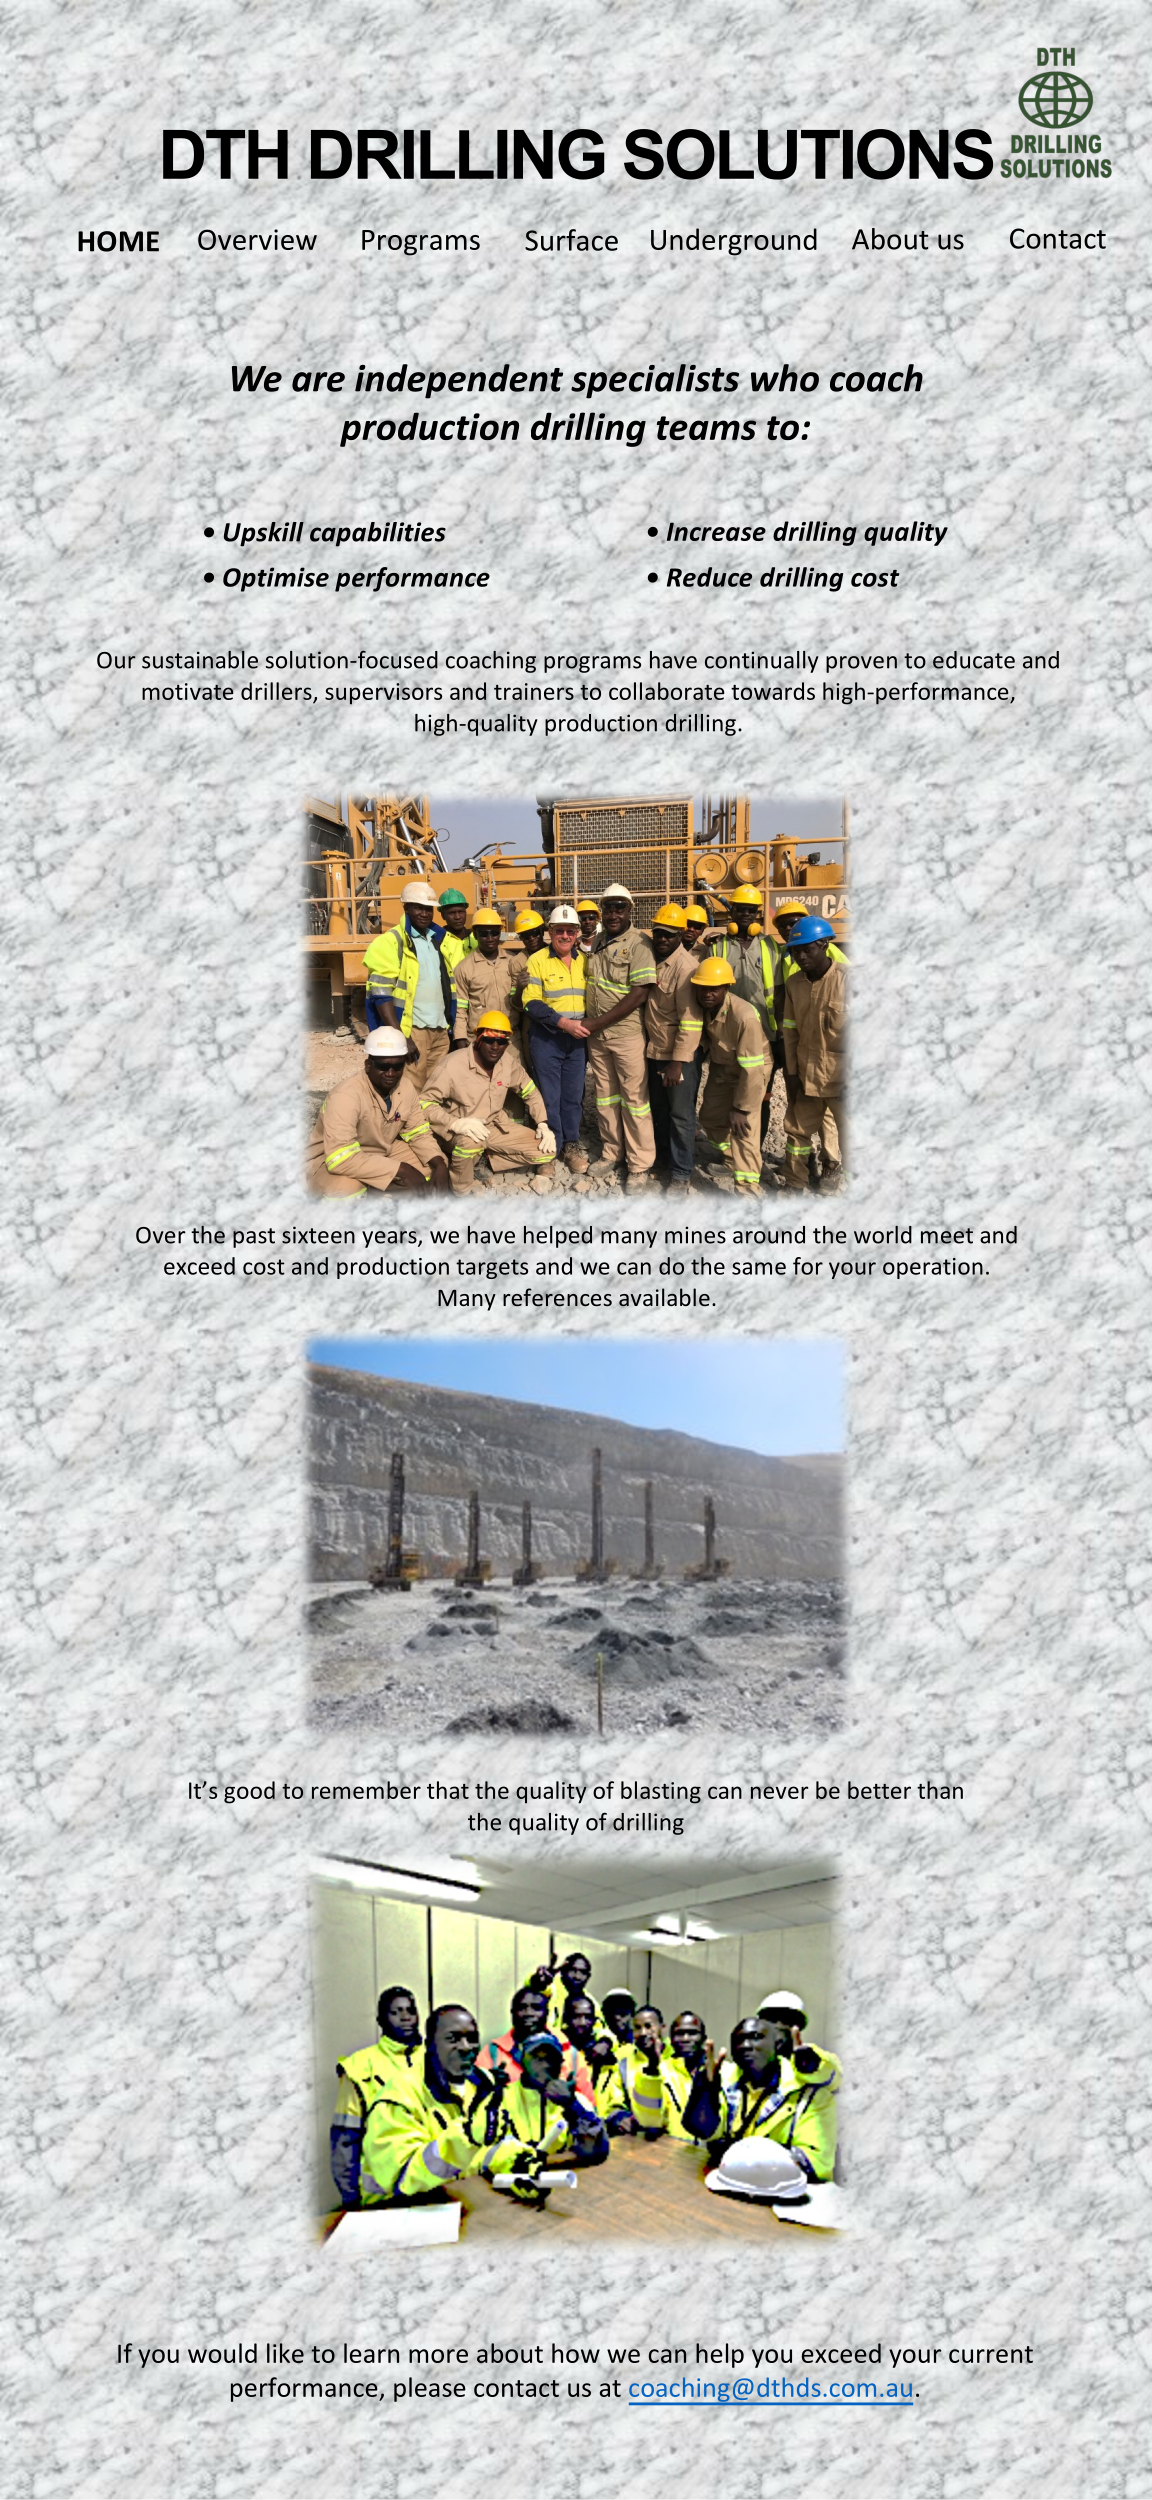 DTH
DRILLING
SOLUTIONS
DTH DRILLING SOLUTIONS
HOME Overview Programs Surface Underground About us Contact
We are independent specialists who coach
production drilling teams to:
• Upskill capabilities
• Optimise performance
• Increase drilling quality
• Reduce drilling cost
Our sustainable solution-focused coaching programs have continually proven to educate and
motivate drillers, supervisors and trainers to collaborate towards high-performance,
high-quality production drilling.
MD6240 CA
Over the past sixteen years, we have helped many mines around the world meet and
exceed cost and production targets and we can do the same for your operation.
Many references available.
It’s good to remember that the quality of blasting can never be better than
the quality of drilling
If you would like to learn more about how we can help you exceed your current
performance, please contact us at coaching@dthds.com.au.